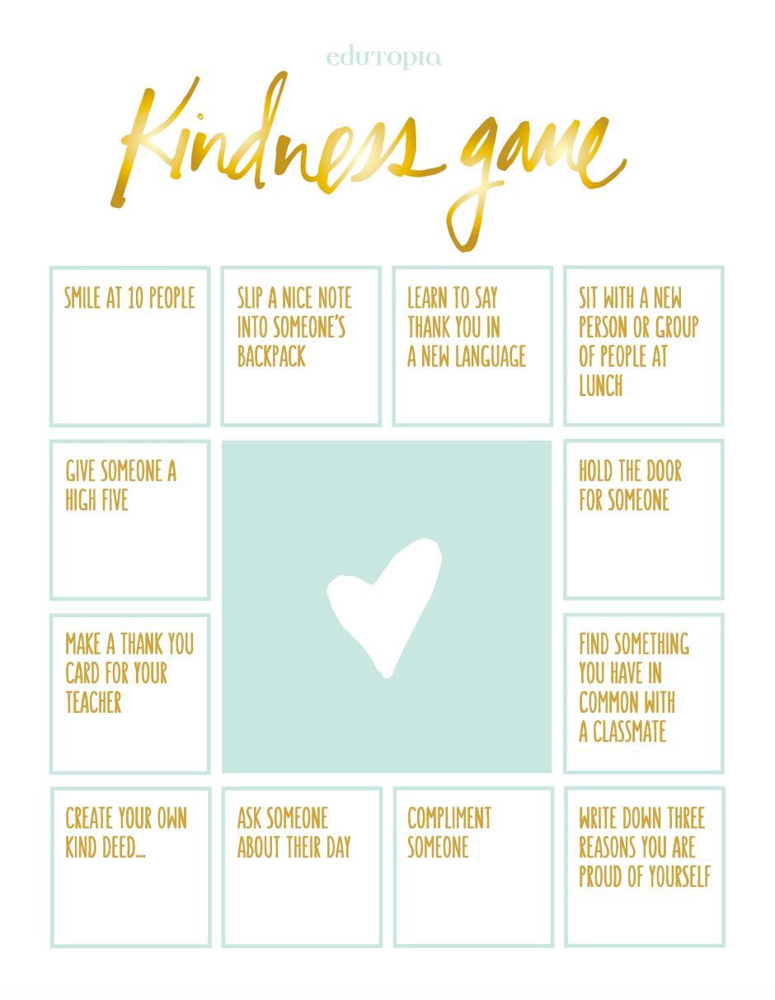 edutopia
Kindness game
SMILE AT 10 PEOPLE
SLIP A NICE NOTE
INTO SOMEONE'S
BACKPACK
LEARN TO SAY
THANK YOU IN
A NEW LANGUAGE
SIT WITH A NEW
PERSON OR GROUP
OF PEOPLE AT
LUNCH
GIVE SOMEONE A
HIGH FIVE
HOLD THE DOOR
FOR SOMEONE
MAKE A THANK YOU
CARD FOR YOUR
TEACHER
FIND SOMETHING
YOU HAVE IN
COMMON WITH
A CLASSMATE
CREATE YOUR OWN
KIND DEED...
ASK SOMEONE
ABOUT THEIR DAY
COMPLIMENT
SOMEONE
WRITE DOWN THREE
REASONS YOU ARE
PROUD OF YOURSELF